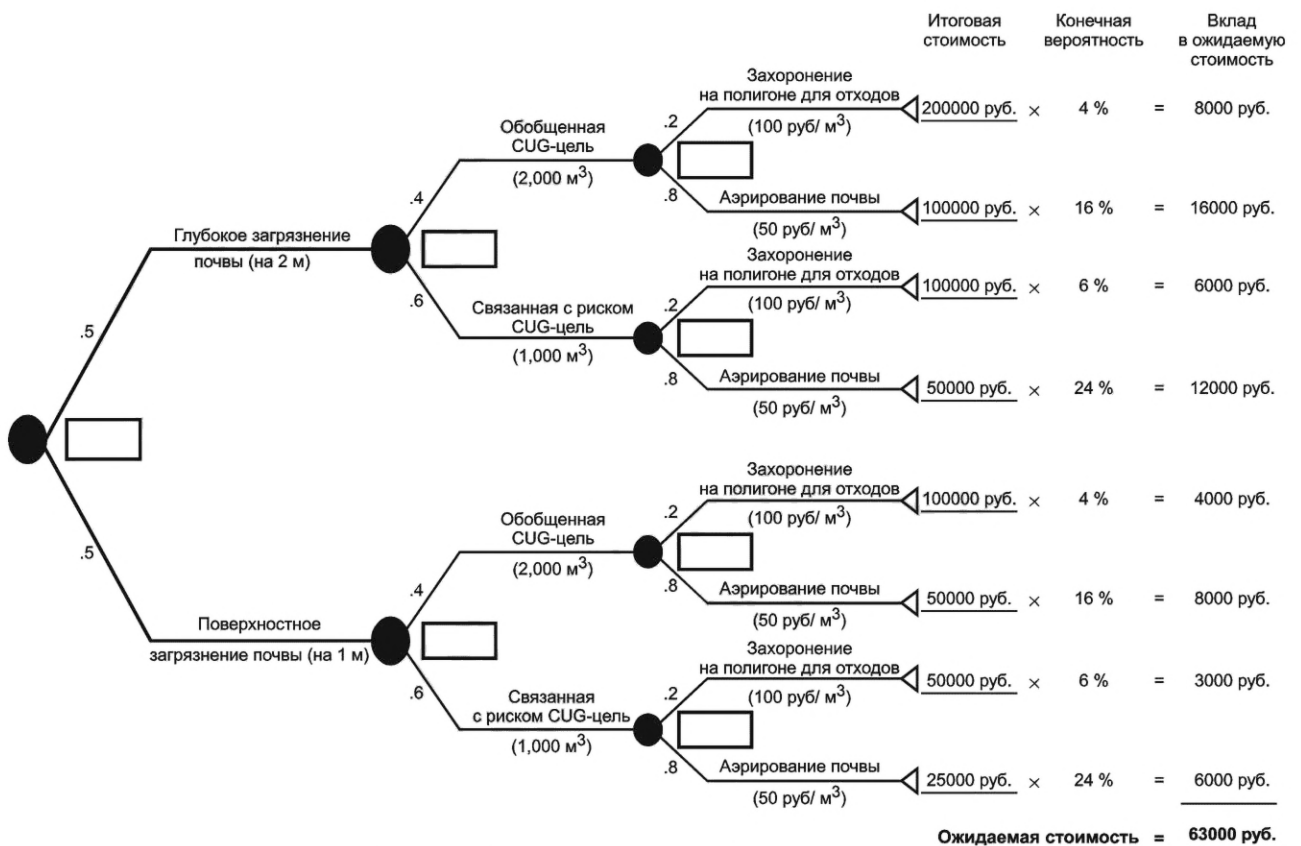 Итоговая стоимость
Конечная вероятность
Вклад в ожидаемую стоимость
Захоронение
на полигоне для отходов
(100 руб/ м³)
200000 руб. × 4 % = 8000 руб.
.2
Обобщенная
CUG-цель
(2,000 м³)
.8
Аэрирование почвы
(50 руб/ м³)
100000 руб. × 16 % = 16000 руб.
.4
Глубокое загрязнение
почвы (на 2 м)
.6
Захоронение
на полигоне для отходов
(100 руб/ м³)
100000 руб. × 6 % = 6000 руб.
.2
Связанная с риском
CUG-цель
(1,000 м³)
.8
Аэрирование почвы
(50 руб/ м³)
50000 руб. × 24 % = 12000 руб.
.5
.5
Захоронение
на полигоне для отходов
(100 руб/ м³)
100000 руб. × 4 % = 4000 руб.
.2
Обобщенная
CUG-цель
(2,000 м³)
.8
Аэрирование почвы
(50 руб/ м³)
50000 руб. × 16 % = 8000 руб.
.4
Поверхностное
загрязнение почвы (на 1 м)
.6
Захоронение
на полигоне для отходов
(100 руб/ м³)
50000 руб. × 6 % = 3000 руб.
.2
Связанная
с риском CUG-цель
(1,000 м³)
.8
Аэрирование почвы
(50 руб/ м³)
25000 руб. × 24 % = 6000 руб.
Ожидаемая стоимость = 63000 руб.